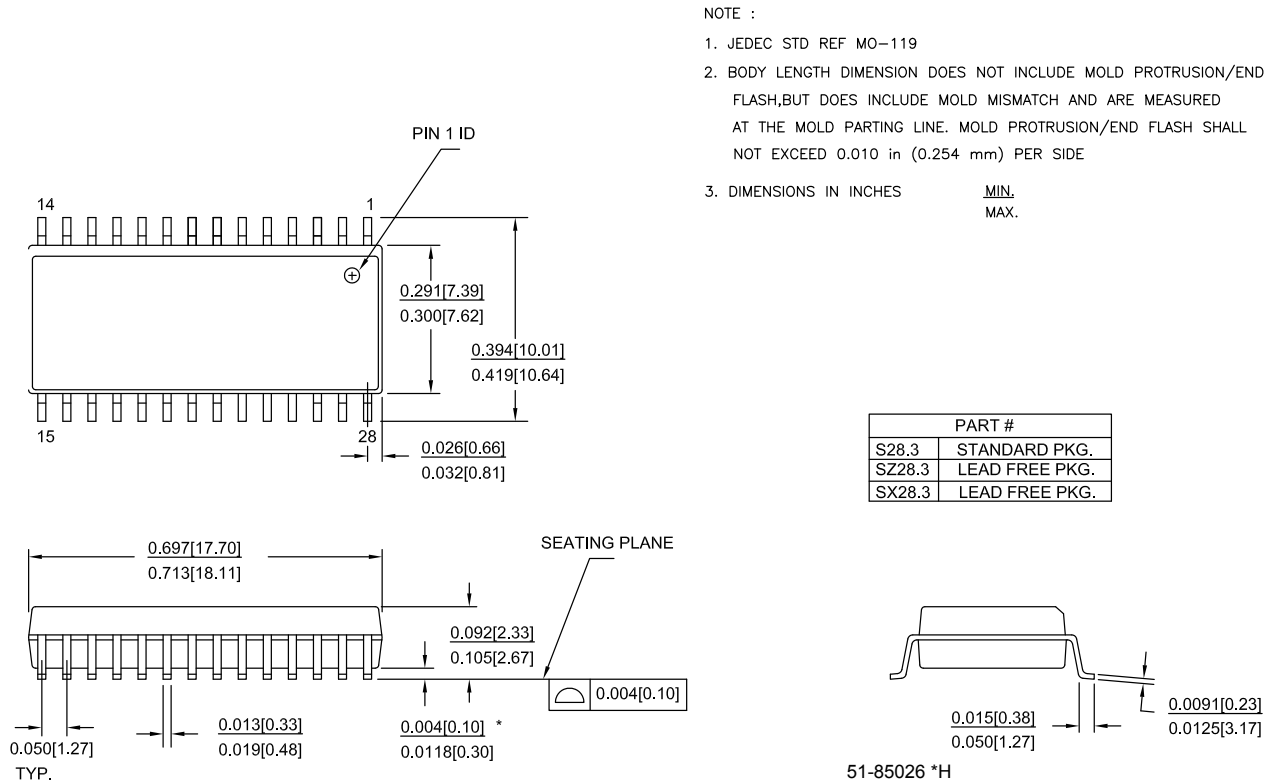 NOTE :
1. JEDEC STD REF MO-119
2. BODY LENGTH DIMENSION DOES NOT INCLUDE MOLD PROTRUSION/END
FLASH,BUT DOES INCLUDE MOLD MISMATCH AND ARE MEASURED
AT THE MOLD PARTING LINE. MOLD PROTRUSION/END FLASH SHALL
NOT EXCEED 0.010 in (0.254 mm) PER SIDE
3. DIMENSIONS IN INCHES MIN.
MAX.
PIN 1 ID
14 1
0.291[7.39]
0.300[7.62]
0.394[10.01]
0.419[10.64]
15 28
0.026[0.66]
0.032[0.81]
PART #
S28.3 STANDARD PKG.
SZ28.3 LEAD FREE PKG.
SX28.3 LEAD FREE PKG.
0.697[17.70]
0.713[18.11]
SEATING PLANE
0.092[2.33]
0.105[2.67]
0.004[0.10]
0.050[1.27]
TYP.
0.013[0.33]
0.019[0.48]
0.004[0.10] *
0.0118[0.30]
0.015[0.38]
0.050[1.27]
0.0091[0.23]
0.0125[3.17]
51-85026 *H